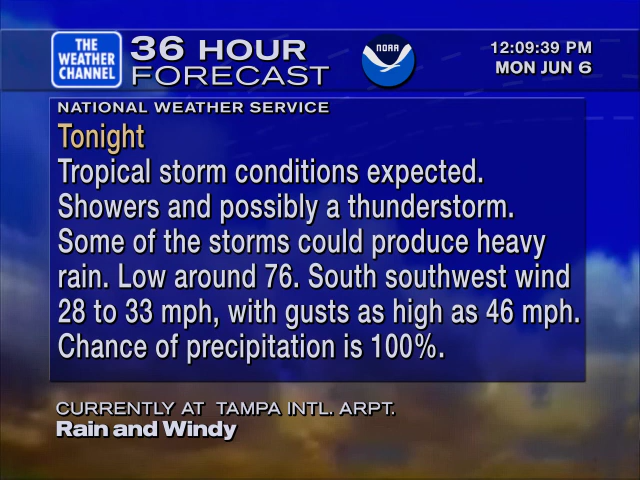 THE
WEATHER
CHANNEL
36 HOUR
FORECAST
NOAA
12:09:39 PM
MON JUN 6
NATIONAL WEATHER SERVICE
Tonight
Tropical storm conditions expected.
Showers and possibly a thunderstorm.
Some of the storms could produce heavy
rain. Low around 76. South southwest wind
28 to 33 mph, with gusts as high as 46 mph.
Chance of precipitation is 100%.
CURRENTLY AT TAMPA INTL. ARPT.
Rain and Windy